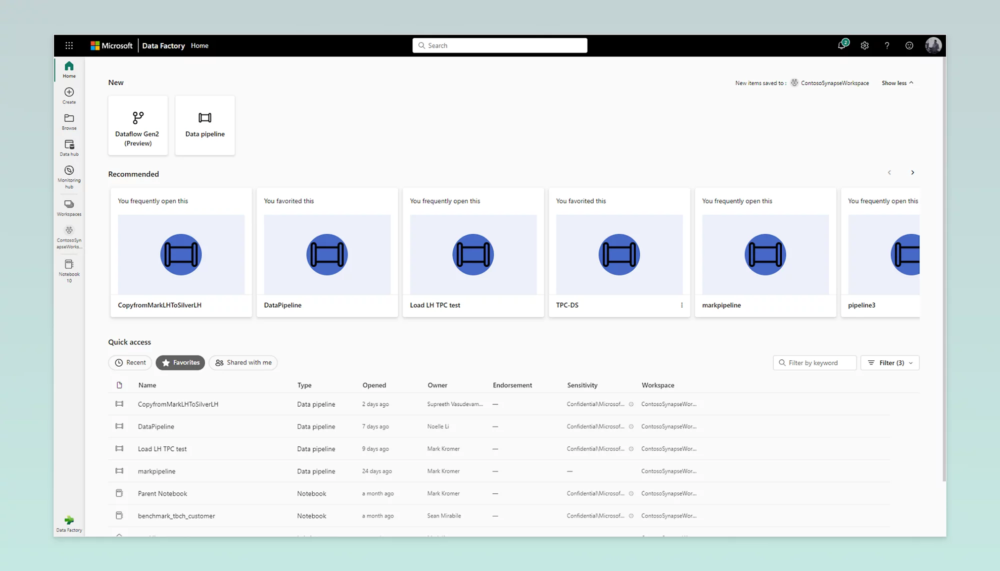 Microsoft Data Factory Home
Search
2
Home
Create
Browse
Data hub
Monitoring
hub
Workspaces
ContosoSyn
apseWorks...
Notebook
10
Data Factory
New
New items saved to : ContosoSynapseWorkspace Show less
Dataflow Gen2
(Preview)
Data pipeline
Recommended
You frequently open this
CopyfromMarkLHToSilverLH
You favorited this
DataPipeline
You frequently open this
Load LH TPC test
You favorited this
TPC-DS
You frequently open this
markpipeline
You frequently open this
pipeline3
Quick access
Recent Favorites Shared with me
Filter by keyword Filter (3)
Name Type Opened Owner Endorsement Sensitivity Workspace
CopyfromMarkLHToSilverLH Data pipeline 2 days ago Supreeth Vasudevam... — Confidential\Microsof... ContosoSynapseWor...
DataPipeline Data pipeline 7 days ago Noelle Li — Confidential\Microsof... ContosoSynapseWor...
Load LH TPC test Data pipeline 9 days ago Mark Kromer — Confidential\Microsof... ContosoSynapseWor...
markpipeline Data pipeline 24 days ago Mark Kromer — — ContosoSynapseWor...
Parent Notebook Notebook a month ago Mark Kromer — Confidential\Microsof... ContosoSynapseWor...
benchmark_tbch_customer Notebook a month ago Sean Mirabile — Confidential\Microsof... ContosoSynapseWor...